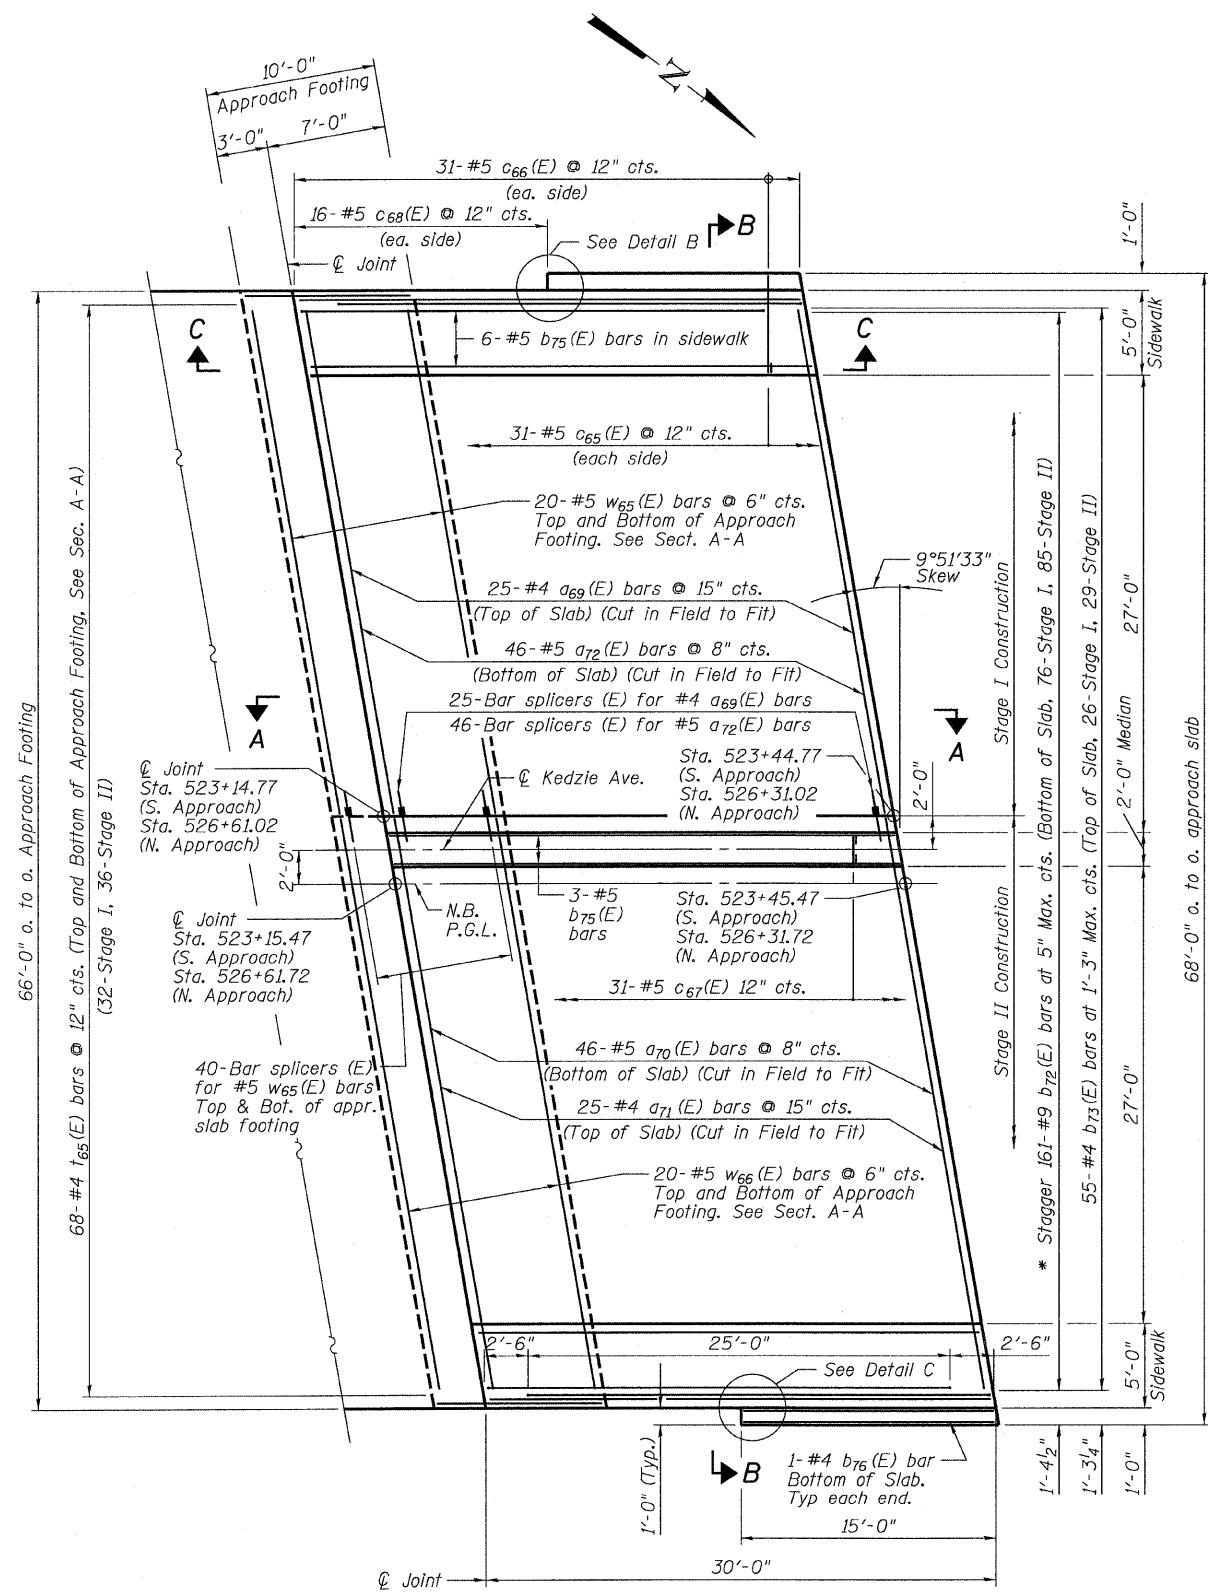 N
10'-0"
Approach Footing
3'-0"
7'-0"
31-#5 c66(E) @ 12" cts.
(ea. side)
16-#5 c68(E) @ 12" cts.
(ea. side)
B
See Detail B
℄ Joint
1'-0"
C
C
6-#5 b75(E) bars in sidewalk
5'-0"
Sidewalk
31-#5 c65(E) @ 12" cts.
(each side)
20-#5 w65(E) bars @ 6" cts.
Top and Bottom of Approach
Footing. See Sect. A-A
9°51'33"
Skew
25-#4 a69(E) bars @ 15" cts.
(Top of Slab) (Cut in Field to Fit)
46-#5 a72(E) bars @ 8" cts.
(Bottom of Slab) (Cut in Field to Fit)
25-Bar splicers (E) for #4 a69(E) bars
46-Bar splicers (E) for #5 a72(E) bars
A
A
℄ Joint
Sta. 523+14.77
(S. Approach)
Sta. 526+61.02
(N. Approach)
℄ Kedzie Ave.
Sta. 523+44.77
(S. Approach)
Sta. 526+31.02
(N. Approach)
2'-0"
2'-0"
N.B.
P.G.L.
3-#5
b75(E)
bars
℄ Joint
Sta. 523+15.47
(S. Approach)
Sta. 526+61.72
(N. Approach)
Sta. 523+45.47
(S. Approach)
Sta. 526+31.72
(N. Approach)
31-#5 c67(E) 12" cts.
40-Bar splicers (E)
for #5 w65(E) bars
Top & Bot. of appr.
slab footing
46-#5 a70(E) bars @ 8" cts.
(Bottom of Slab) (Cut in Field to Fit)
25-#4 a71(E) bars @ 15" cts.
(Top of Slab) (Cut in Field to Fit)
20-#5 w66(E) bars @ 6" cts.
Top and Bottom of Approach
Footing. See Sect. A-A
66'-0" o. to o. Approach Footing
68-#4 t65(E) bars @ 12" cts. (Top and Bottom of Approach Footing, See Sec. A-A)
(32-Stage I, 36-Stage II)
Stage I Construction
Stage II Construction
* Stagger 161-#9 b72(E) bars at 5" Max. cts. (Bottom of Slab, 76-Stage I, 85-Stage II)
55-#4 b73(E) bars at 1'-3" Max. cts. (Top of Slab, 26-Stage I, 29-Stage II)
27'-0"
2'-0" Median
27'-0"
68'-0" o. to o. approach slab
2'-6"
25'-0"
2'-6"
See Detail C
5'-0"
Sidewalk
1'-0" (Typ.)
B
1-#4 b76(E) bar
Bottom of Slab.
Typ each end.
1'-4½"
1'-3¼"
1'-0"
15'-0"
30'-0"
℄ Joint